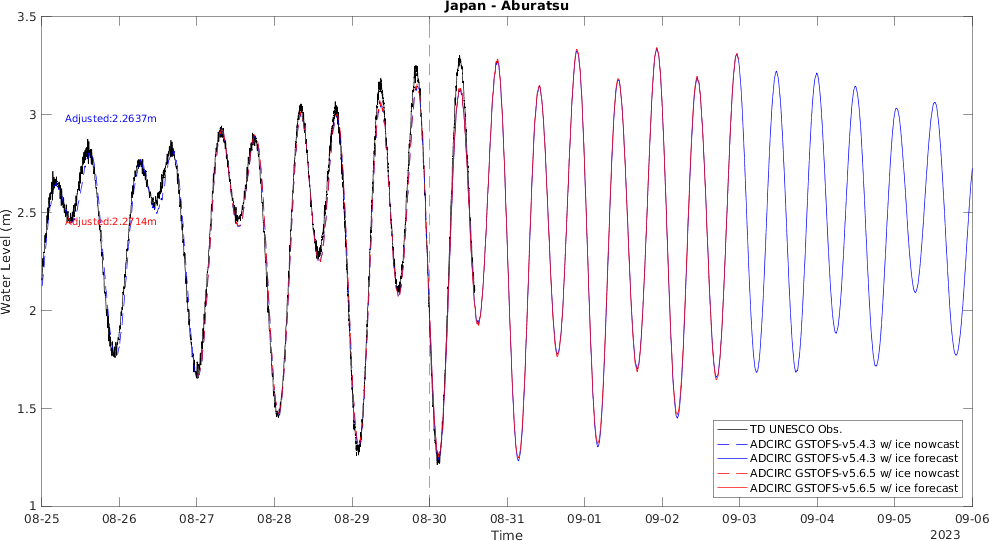 Japan - Aburatsu
3.5
3
2.5
2
1.5
1
Water Level (m)
Adjusted:2.2637m
Adjusted:2.2714m
TD UNESCO Obs.
ADCIRC GSTOFS-v5.4.3 w/ ice nowcast
ADCIRC GSTOFS-v5.4.3 w/ ice forecast
ADCIRC GSTOFS-v5.6.5 w/ ice nowcast
ADCIRC GSTOFS-v5.6.5 w/ ice forecast
08-25 08-26 08-27 08-28 08-29 08-30 08-31 09-01 09-02 09-03 09-04 09-05 09-06
Time
2023